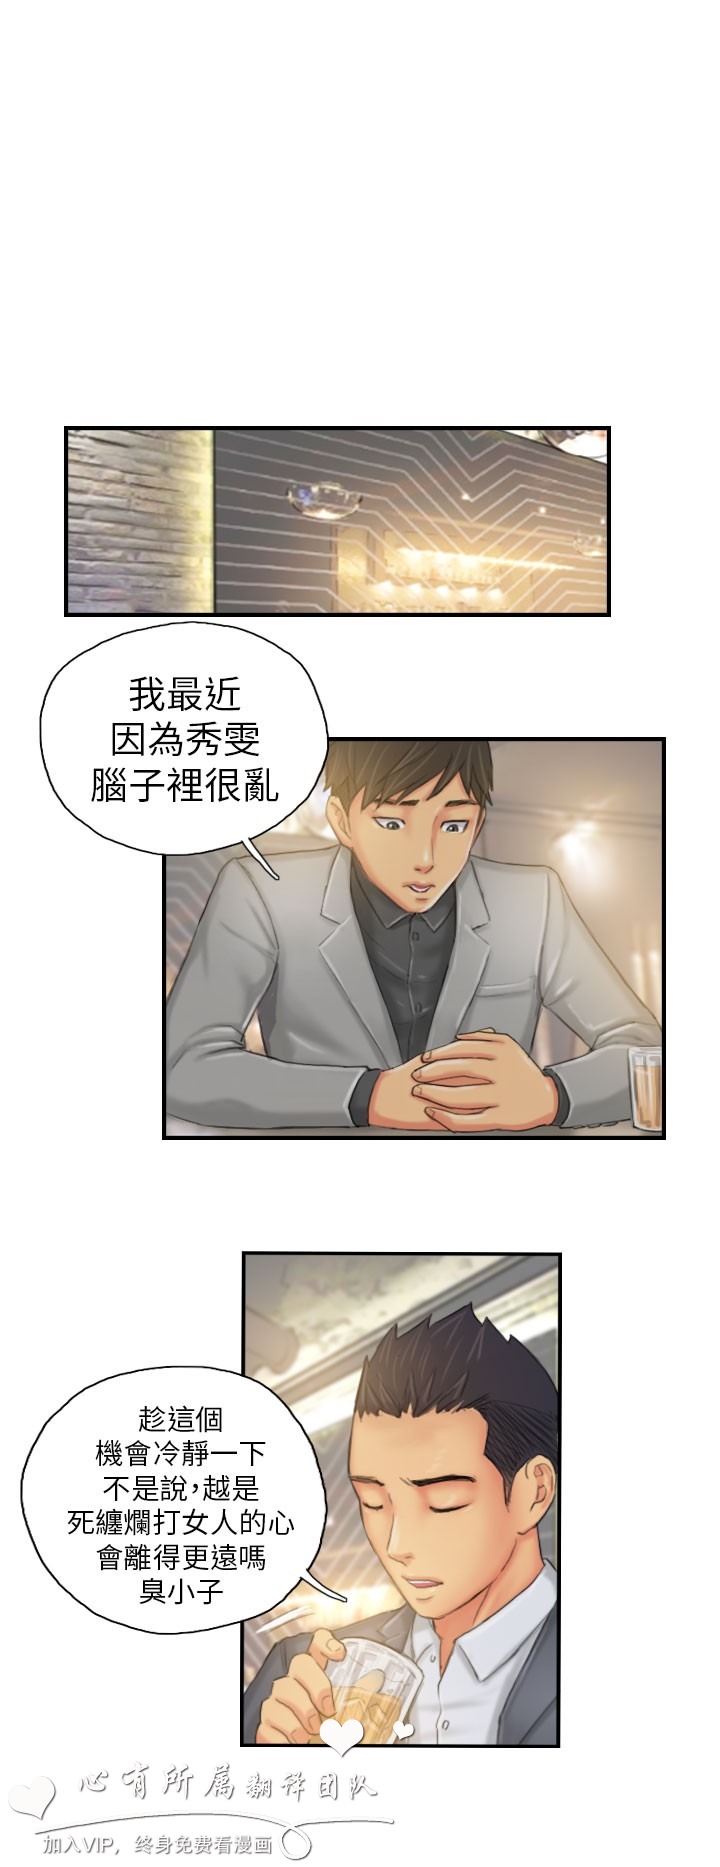 我最近
因為秀雯
腦子裡很亂
趁這個
機會冷靜一下
不是說，越是
死纏爛打女人的心
會離得更遠嗎
臭小子
心有所属翻译团队
加入VIP，终身免费看漫画